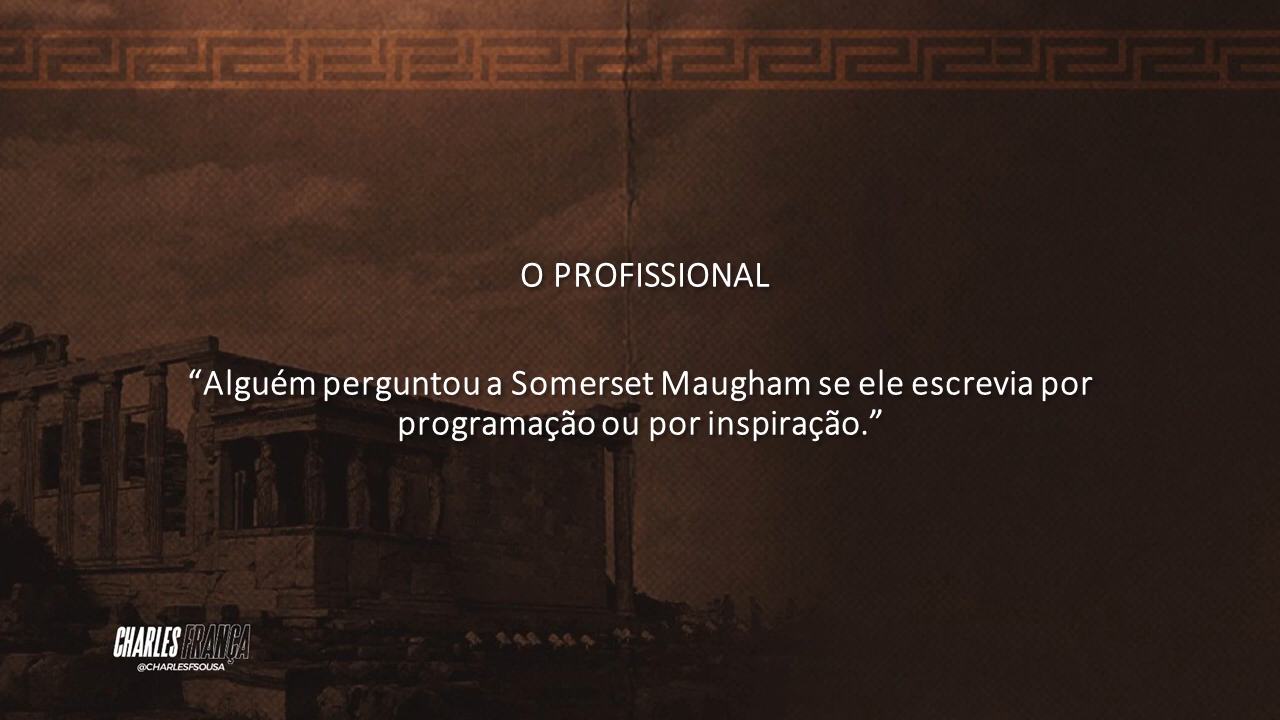 O PROFISSIONAL
“Alguém perguntou a Somerset Maugham se ele escrevia por
programação ou por inspiração.”
CHARLES FRANÇA
@CHARLESFSOUSA